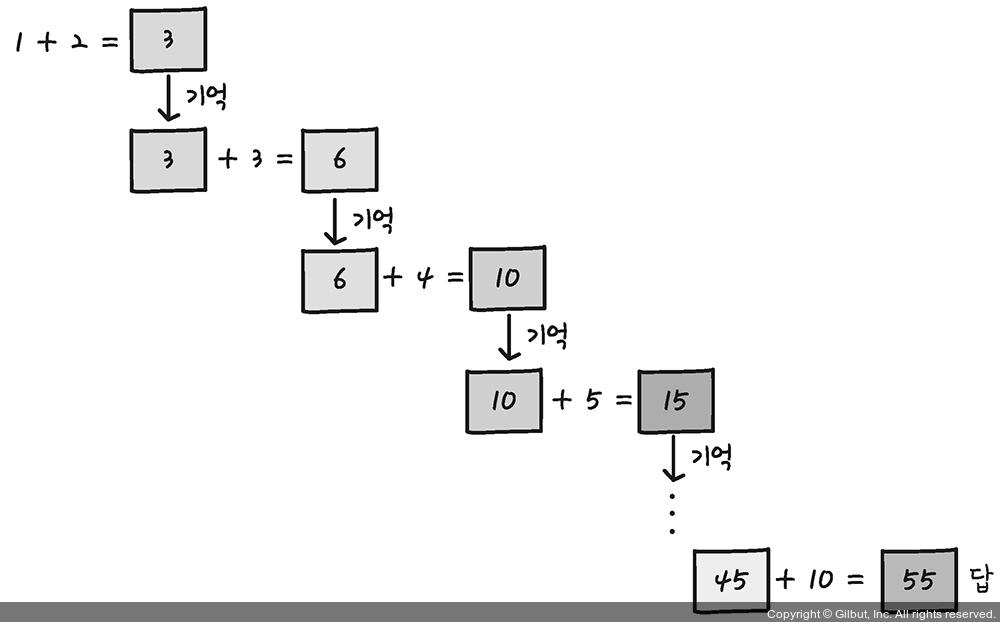 1 + 2 = 3
기억
3 + 3 = 6
기억
6 + 4 = 10
기억
10 + 5 = 15
기억
⋮
45 + 10 = 55 답
Copyright © Gilbut, Inc. All rights reserved.